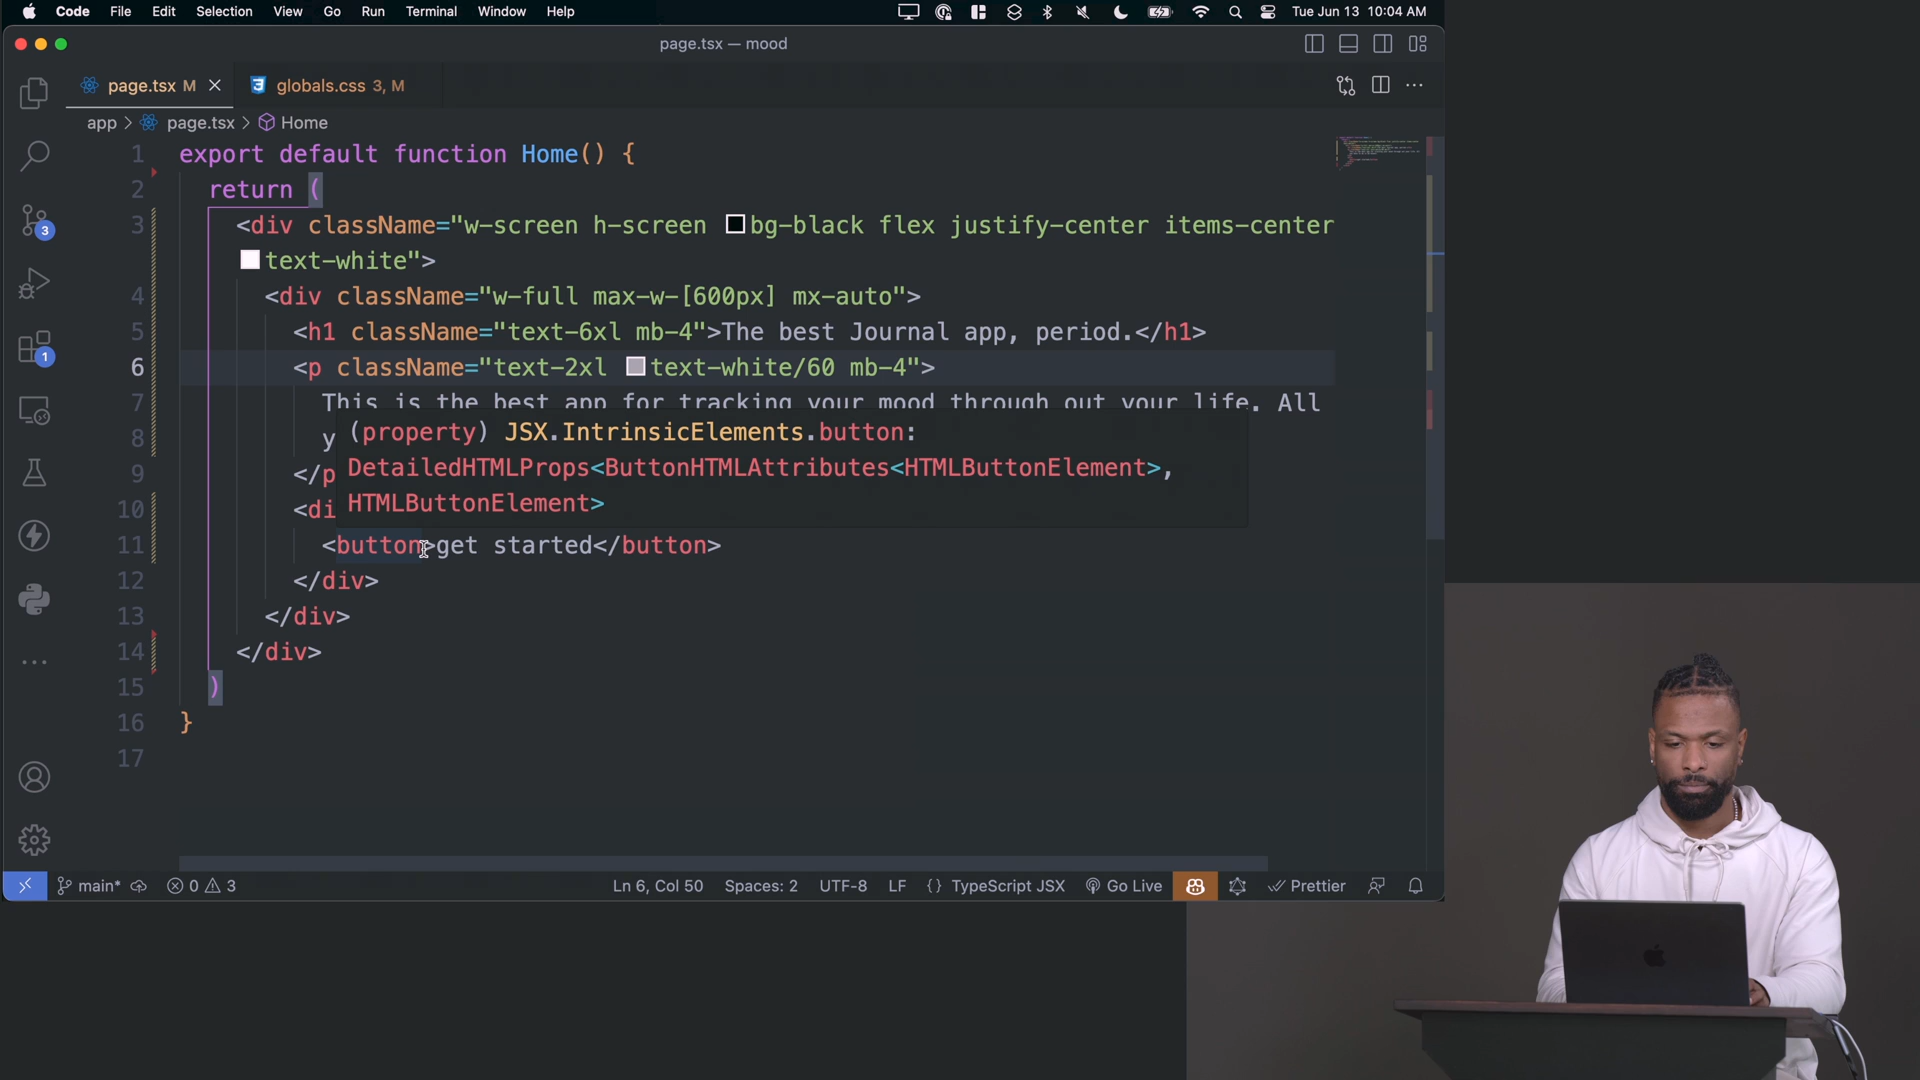 Code File Edit Selection View Go Run Terminal Window Help Tue Jun 13 10:04 AM
page.tsx — mood
page.tsx M globals.css 3, M
app > page.tsx > Home
1 export default function Home() {
2 return (
3 <div className="w-screen h-screen bg-black flex justify-center items-center
text-white">
4 <div className="w-full max-w-[600px] mx-auto">
5 <h1 className="text-6xl mb-4">The best Journal app, period.</h1>
6 <p className="text-2xl text-white/60 mb-4">
7 This is the best app for tracking your mood through out your life. All
8 y
(property) JSX.IntrinsicElements.button:
9 </p
DetailedHTMLProps<ButtonHTMLAttributes<HTMLButtonElement>,
10 <di
HTMLButtonElement>
11 <button>get started</button>
12 </div>
13 </div>
14 </div>
15 )
16 }
17
3
1
main* 0 3 Ln 6, Col 50 Spaces: 2 UTF-8 LF {} TypeScript JSX Go Live Prettier